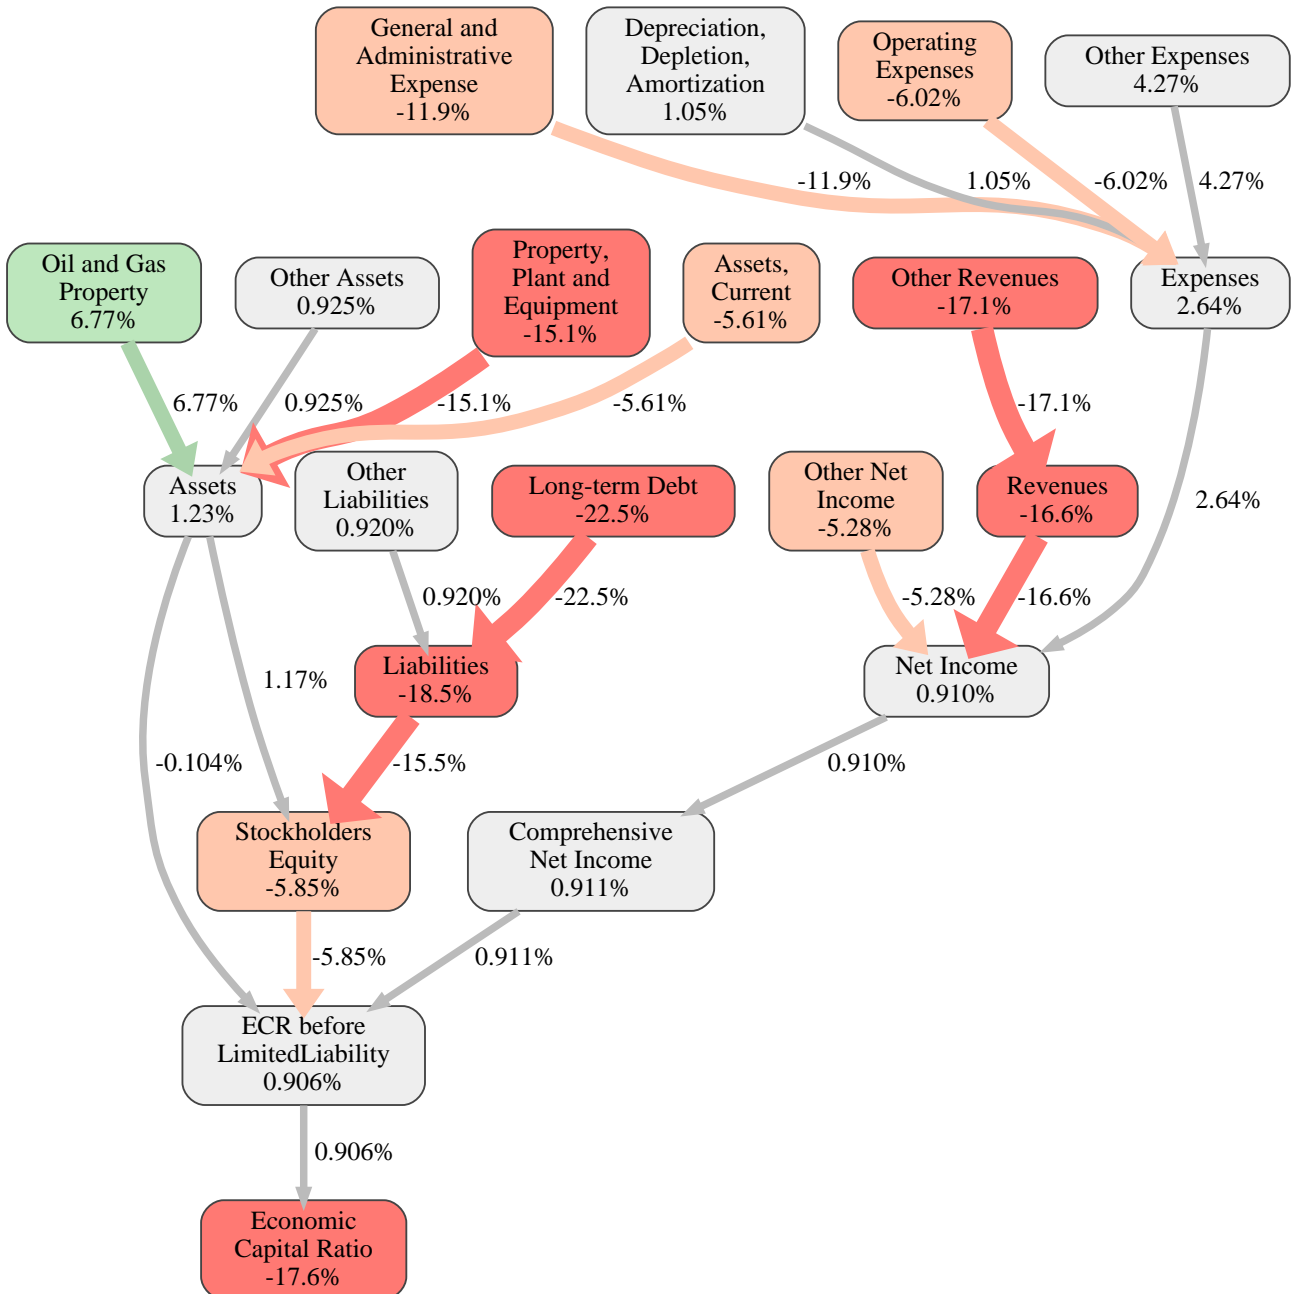 General and
Administrative
Expense
-11.9%
Depreciation,
Depletion,
Amortization
1.05%
Operating
Expenses
-6.02%
Other Expenses
4.27%
-11.9%
1.05%
-6.02%
4.27%
Oil and Gas
Property
6.77%
Other Assets
0.925%
Property,
Plant and
Equipment
-15.1%
Assets,
Current
-5.61%
Other Revenues
-17.1%
Expenses
2.64%
6.77%
0.925%
-15.1%
-5.61%
-17.1%
Assets
1.23%
Other
Liabilities
0.920%
Long-term Debt
-22.5%
Other Net
Income
-5.28%
Revenues
-16.6%
2.64%
0.920%
-22.5%
-5.28%
-16.6%
1.17%
Liabilities
-18.5%
Net Income
0.910%
-0.104%
-15.5%
0.910%
Stockholders
Equity
-5.85%
Comprehensive
Net Income
0.911%
-5.85%
0.911%
ECR before
LimitedLiability
0.906%
0.906%
Economic
Capital Ratio
-17.6%